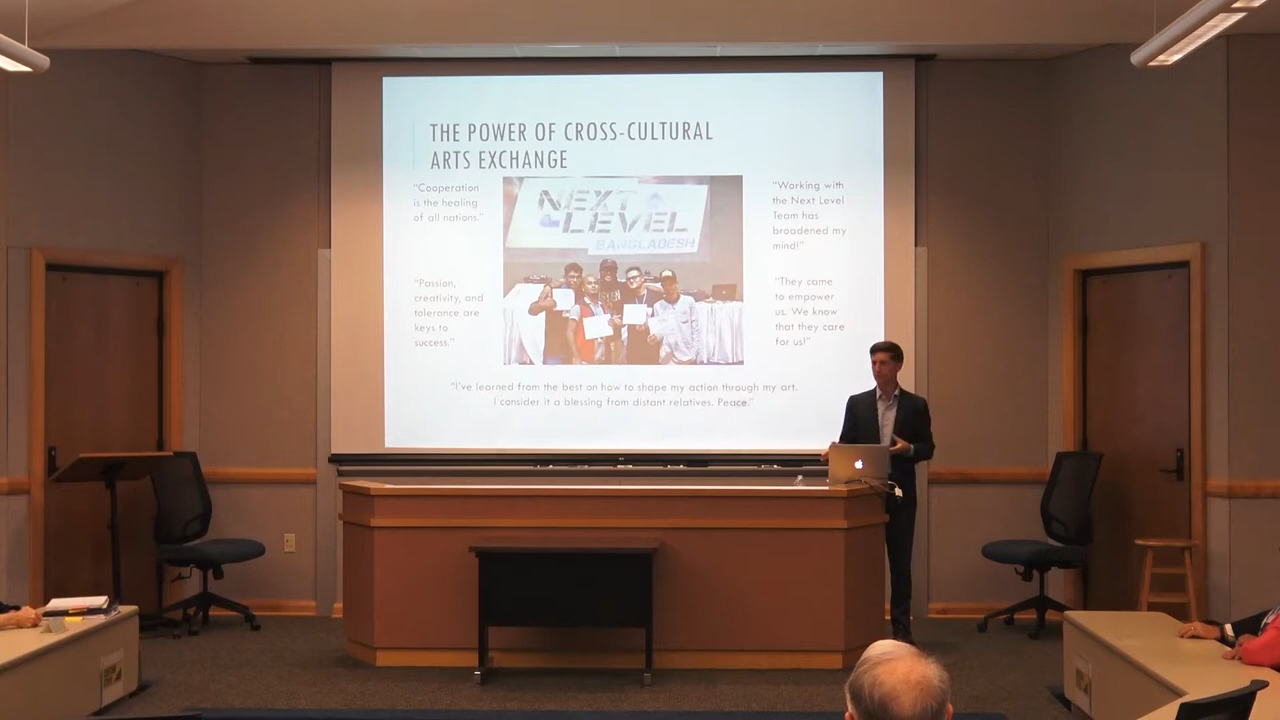 THE POWER OF CROSS-CULTURAL
ARTS EXCHANGE
"Cooperation
is the healing
of all nations."
"Passion,
creativity, and
tolerance are
keys to
success."
NEXT
LEVEL
BANGLADESH
"Working with
the Next Level
Team has
broadened my
mind!"
"They came
to empower
us. We know
that they care
for us!"
"I've learned from the best on how to shape my action through my art.
I consider it a blessing from distant relatives. Peace."